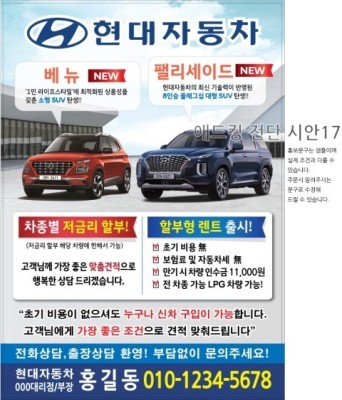 현대자동차
베뉴 NEW
'1인 라이프스타일'에 최적화된 상품성을
갖춘 소형 SUV 탄생!!
팰리세이드 NEW
현대자동차의 최신 기술력이 반영된
8인승 플래그십 대형 SUV 탄생!!
애드킹 전단 시안17
홍보문구는 샘플이며
실제 조건과 다를 수
있습니다.
주문시 알려주시는
문구로 수정해
드릴 수 있습니다.
차종별 저금리 할부!
(저금리 할부 해당 차량에 한해서 가능)
고객님께 가장 좋은 맞춤견적으로
행복한 상담 드리겠습니다.
할부형 렌트 출시!
초기 비용 無
보험료 및 자동차세 無
만기시 차량 인수금 11,000원
전 차종 가능 LPG 차량 가능!
“초기 비용이 없으셔도 누구나 신차 구입이 가능합니다.
고객님에게 가장 좋은 조건으로 견적 맞춰드립니다”
전화상담,출장상담 환영! 부담없이 문의주세요!
현대자동차
000대리점/부장 홍길동 010-1234-5678